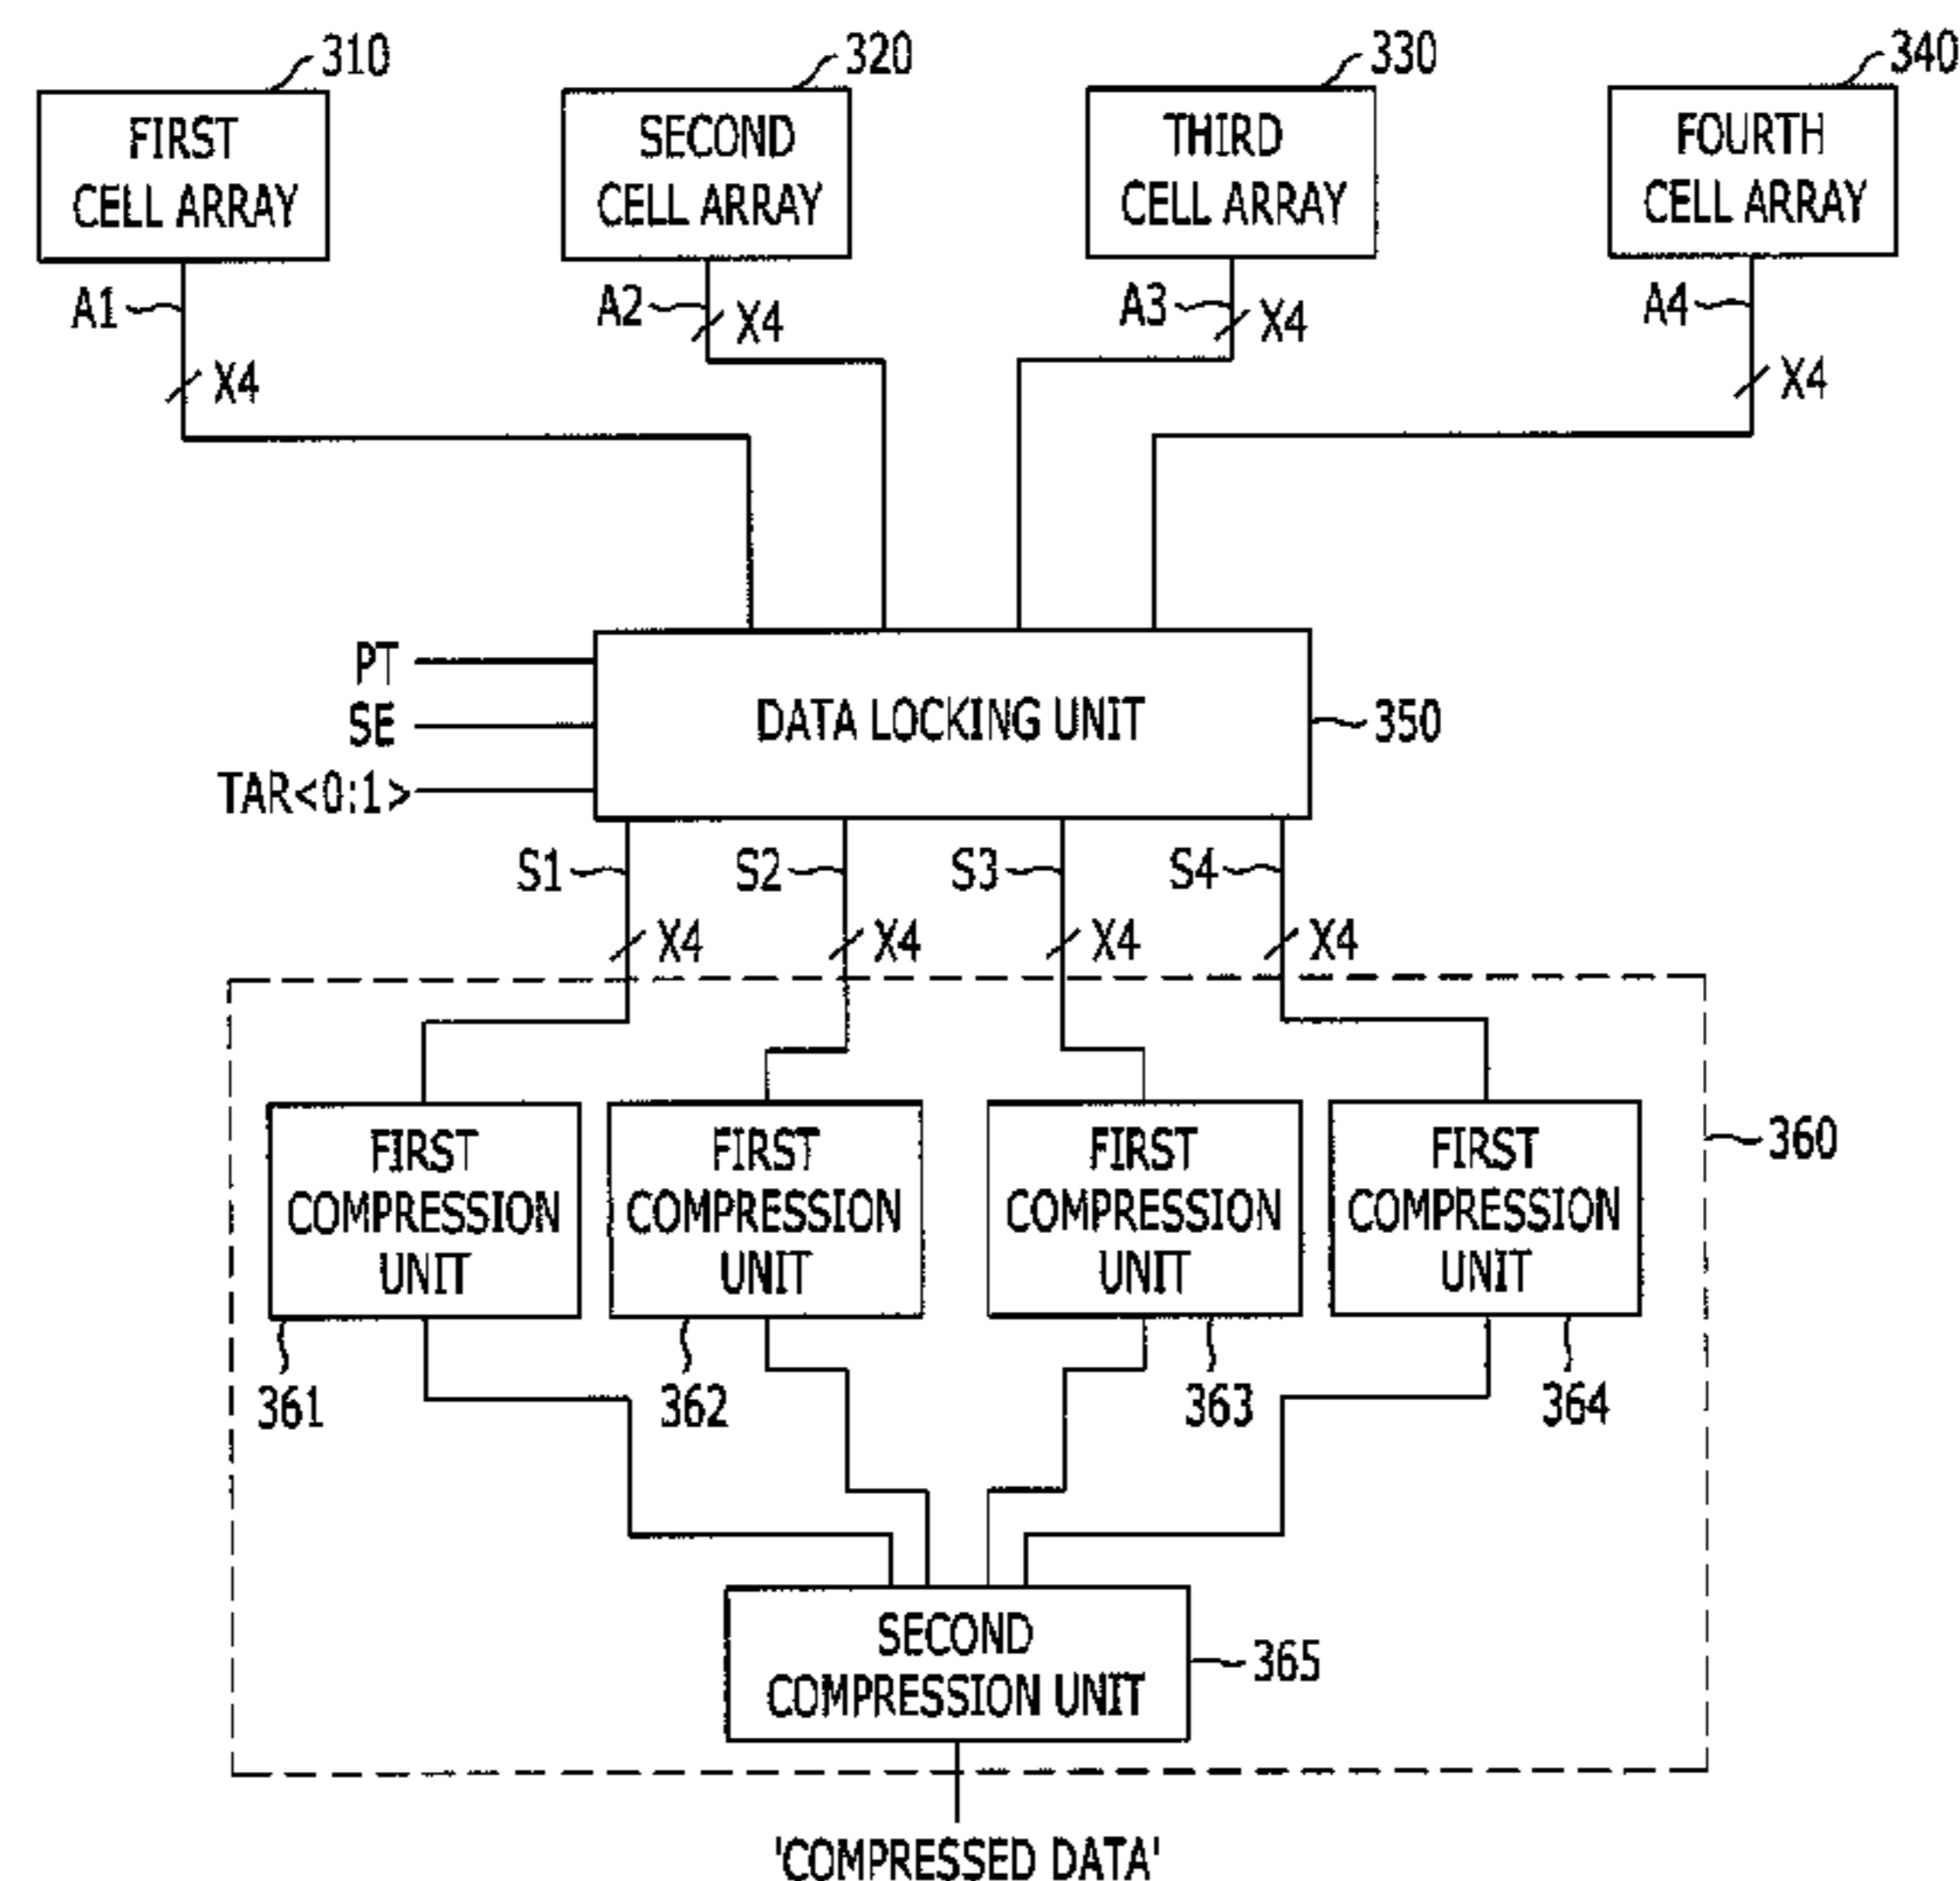 310
320
330
340
FIRST
CELL ARRAY
SECOND
CELL ARRAY
THIRD
CELL ARRAY
FOURTH
CELL ARRAY
A1
X4
A2
X4
A3
X4
A4
X4
PT
SE
TAR<0:1>
DATA LOCKING UNIT
350
S1
X4
S2
X4
S3
X4
S4
X4
360
FIRST
COMPRESSION
UNIT
FIRST
COMPRESSION
UNIT
FIRST
COMPRESSION
UNIT
FIRST
COMPRESSION
UNIT
361
362
363
364
SECOND
COMPRESSION UNIT
365
'COMPRESSED DATA'